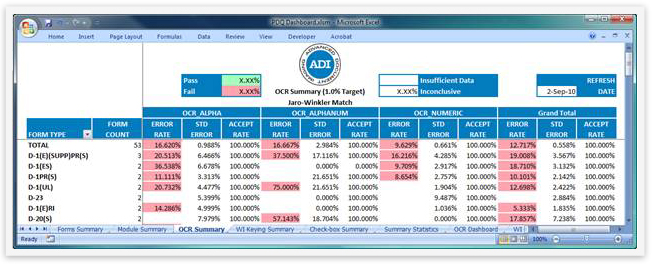 PDQ Dashboard.xlsm - Microsoft Excel
Home Insert Page Layout Formulas Data Review View Developer Acrobat
ADVANCED DOCUMENT IMAGING
ADI
Pass X.XX% Insufficient Data REFRESH
Fail X.XX% OCR Summary (1.0% Target) X.XX% Inconclusive DATE 2-Sep-10
Jaro-Winkler Match
OCR_ALPHA OCR_ALPHANUM OCR_NUMERIC Grand Total
FORM ERROR STD ACCEPT ERROR STD ACCEPT ERROR STD ACCEPT ERROR STD ACCEPT
FORM TYPE COUNT RATE ERROR RATE RATE ERROR RATE RATE ERROR RATE RATE ERROR RATE
TOTAL 53 16.620% 0.988% 100.000% 16.667% 2.984% 100.000% 9.629% 0.661% 100.000% 12.717% 0.558% 100.000%
D-1(E)(SUPP)PR(S) 3 20.513% 6.466% 100.000% 37.500% 17.116% 100.000% 16.216% 4.285% 100.000% 19.008% 3.567% 100.000%
D-1(ES) 2 36.538% 6.678% 100.000% 0.000% 100.000% 9.709% 2.917% 100.000% 18.710% 3.132% 100.000%
D-1PR(S) 2 11.111% 3.313% 100.000% 21.651% 100.000% 8.654% 2.757% 100.000% 10.101% 2.142% 100.000%
D-1(UL) 2 20.732% 4.477% 100.000% 75.000% 21.651% 100.000% 1.904% 100.000% 12.698% 2.422% 100.000%
D-23 2 5.399% 100.000% 0.000% 100.000% 9.487% 100.000% 2.884% 100.000%
D-1(E)RI 2 14.286% 4.999% 100.000% 0.000% 100.000% 1.036% 100.000% 5.333% 1.835% 100.000%
D-20(S) 2 7.979% 100.000% 57.143% 18.704% 100.000% 0.000% 100.000% 17.857% 7.238% 100.000%
Forms Summary Module Summary OCR Summary WI Keying Summary Check-box Summary Summary Statistics OCR Dashboard WI
Ready 100%